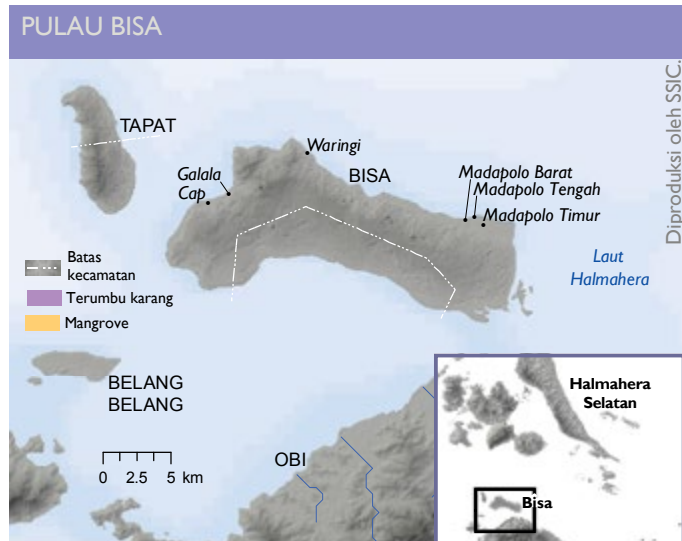 PULAU BISA
Diproduksi oleh SSIC.
TAPAT
Waringi
Galala
Cap
BISA
Madapolo Barat
Madapolo Tengah
Madapolo Timur
Batas
kecamatan
Terumbu karang
Mangrove
Laut
Halmahera
BELANG
BELANG
0 2.5 5 km
OBI
Halmahera
Selatan
Bisa